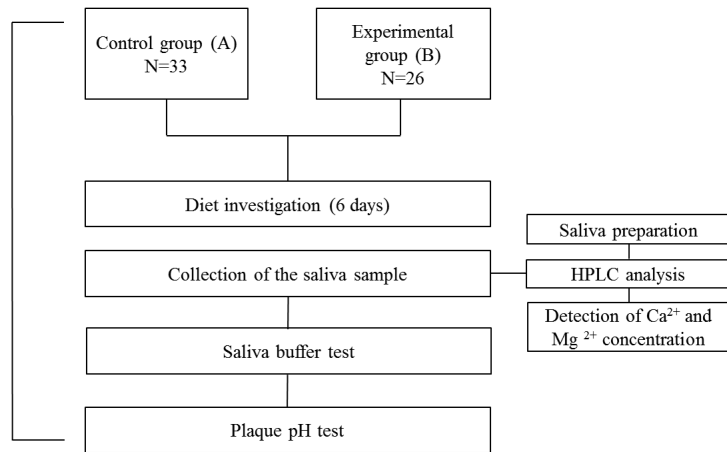 Control group (A)
N=33
Experimental
group (B)
N=26
Diet investigation (6 days)
Collection of the saliva sample
Saliva preparation
HPLC analysis
Detection of Ca²⁺ and
Mg ²⁺ concentration
Saliva buffer test
Plaque pH test